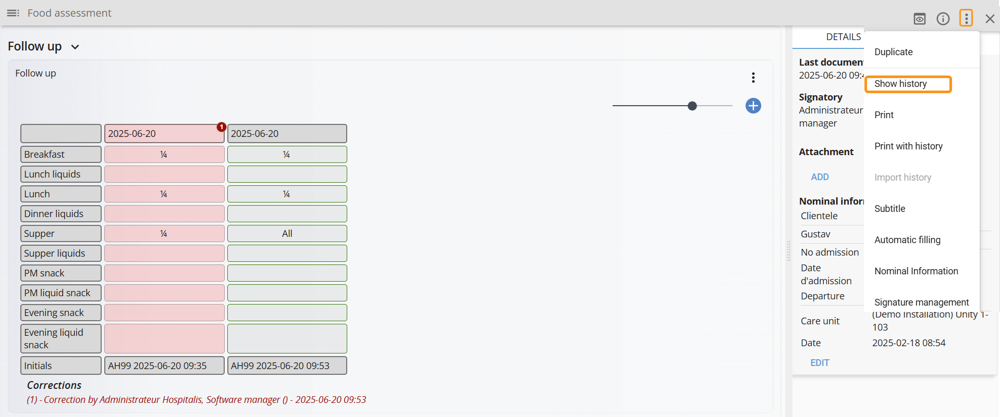 Food assessment
Follow up
Follow up
2025-06-20 1 2025-06-20
Breakfast ¼ ¼
Lunch liquids
Lunch ¼ ¼
Dinner liquids
Supper ¼ All
Supper liquids
PM snack
PM liquid snack
Evening snack
Evening liquid
snack
Initials AH99 2025-06-20 09:35 AH99 2025-06-20 09:53
Corrections
(1) - Correction by Administrateur Hospitalis, Software manager () - 2025-06-20 09:53
DETAILS
Last documen
2025-06-20 09:
Signatory
Administrateur
manager
Attachment
ADD
Nominal infor
Clientele
Gustav
No admission
Date
d'admission
Departure
Care unit (Demo Installation) Unity 1-
103
Date 2025-02-18 08:54
EDIT
Duplicate
Show history
Print
Print with history
Import history
Subtitle
Automatic filling
Nominal Information
Signature management